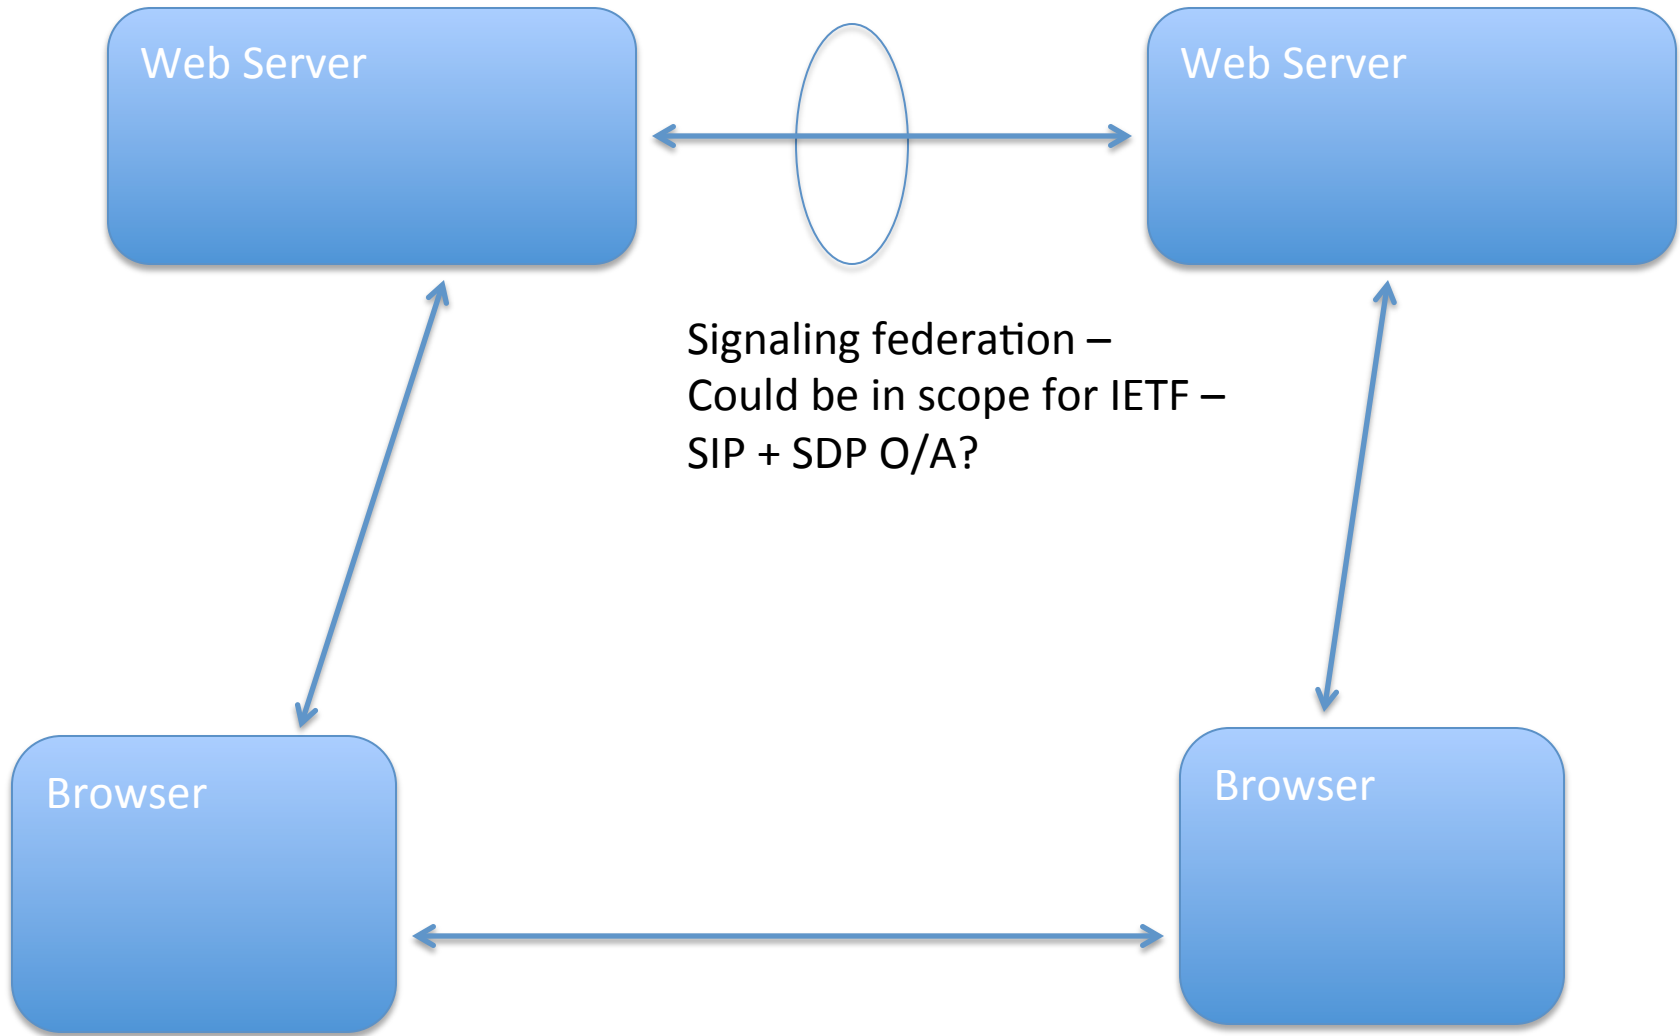 Web Server
Web Server
Signaling federation –
Could be in scope for IETF –
SIP + SDP O/A?
Browser
Browser